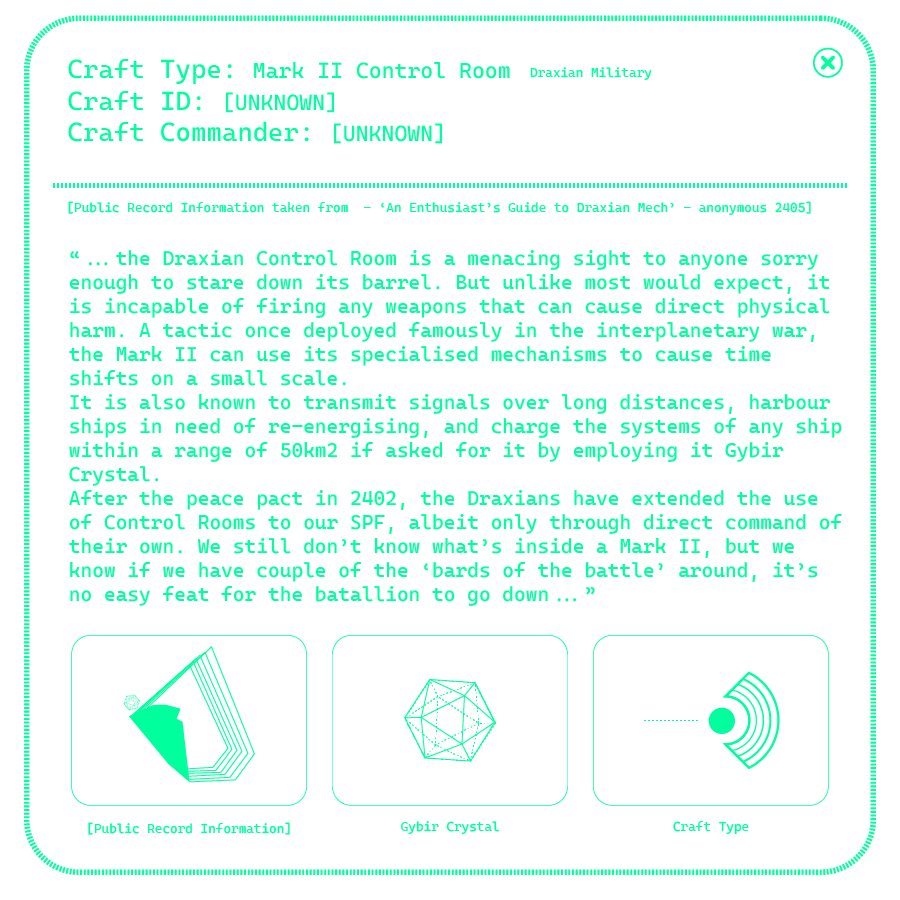 Craft Type: Mark II Control Room Draxian Military
Craft ID: [UNKNOWN]
Craft Commander: [UNKNOWN]
[Public Record Information taken from – ‘An Enthusiast’s Guide to Draxian Mech’ – anonymous 2405]
“...the Draxian Control Room is a menacing sight to anyone sorry
enough to stare down its barrel. But unlike most would expect, it
is incapable of firing any weapons that can cause direct physical
harm. A tactic once deployed famously in the interplanetary war,
the Mark II can use its specialised mechanisms to cause time
shifts on a small scale.
It is also known to transmit signals over long distances, harbour
ships in need of re-energising, and charge the systems of any ship
within a range of 50km2 if asked for it by employing it Gybir
Crystal.
After the peace pact in 2402, the Draxians have extended the use
of Control Rooms to our SPF, albeit only through direct command of
their own. We still don’t know what’s inside a Mark II, but we
know if we have couple of the ‘bards of the battle’ around, it’s
no easy feat for the batallion to go down...”
[Public Record Information]
Gybir Crystal
Craft Type